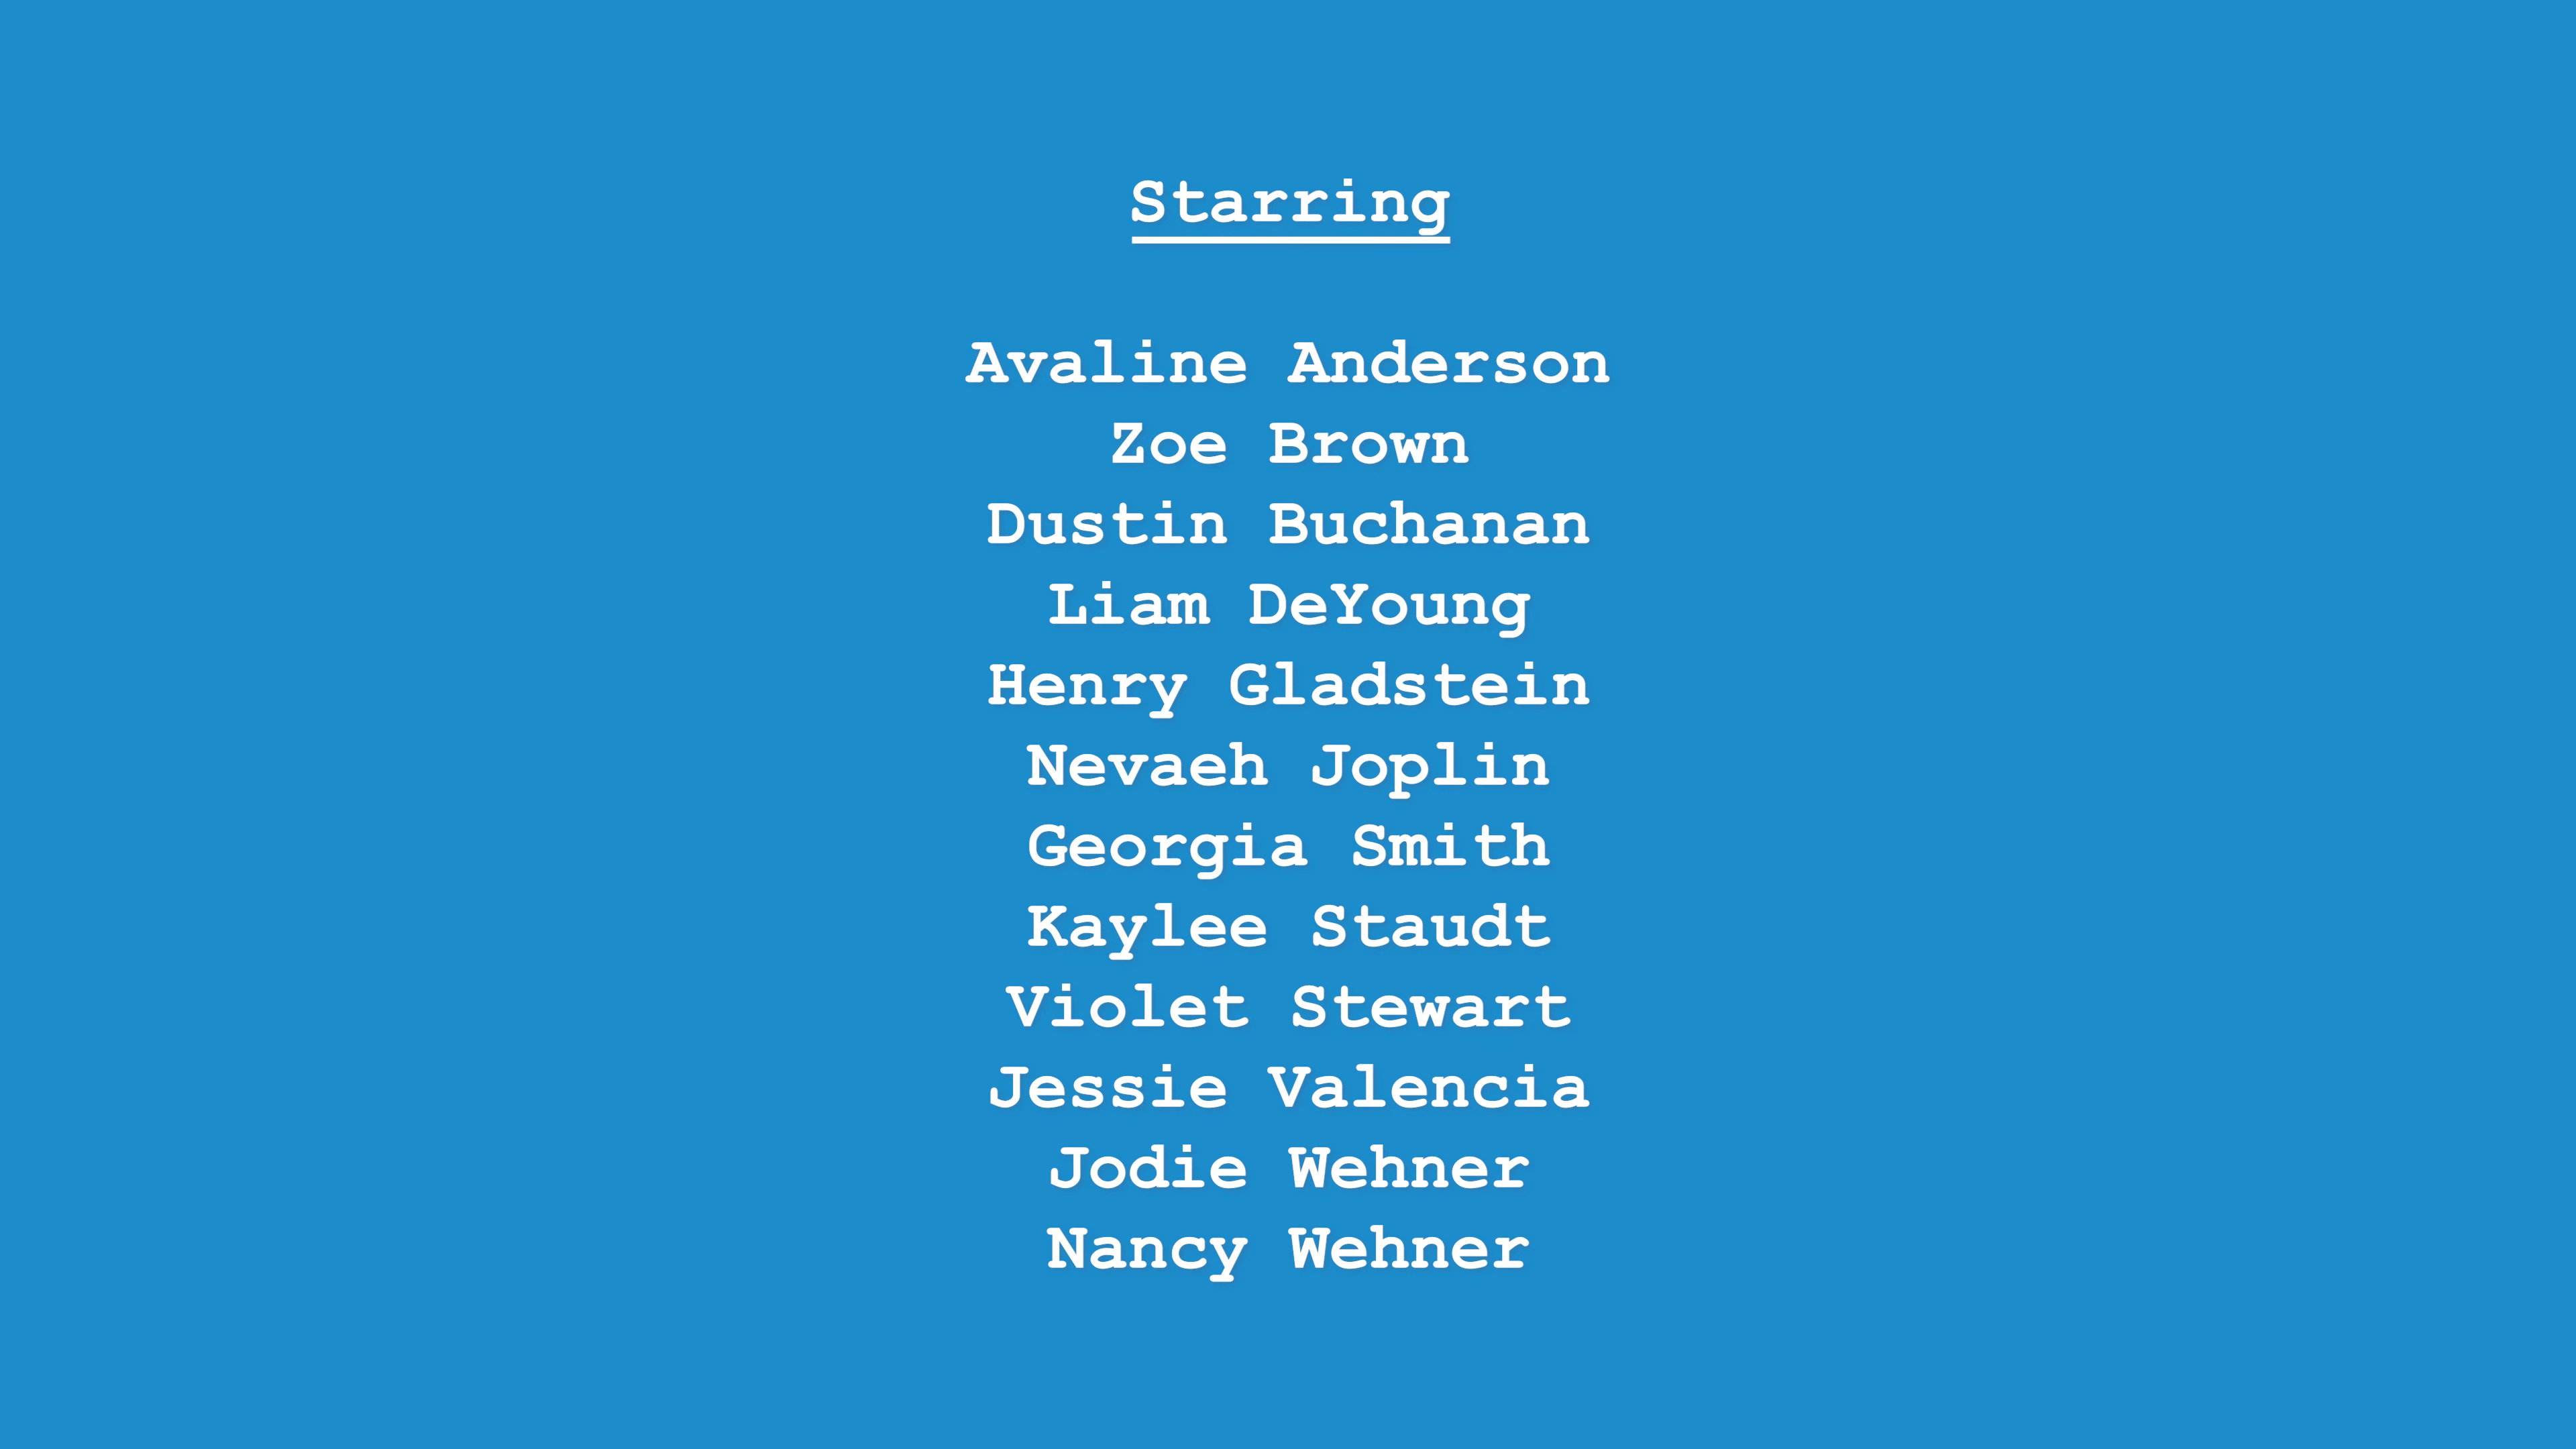 Starring
Avaline Anderson
Zoe Brown
Dustin Buchanan
Liam DeYoung
Henry Gladstein
Nevaeh Joplin
Georgia Smith
Kaylee Staudt
Violet Stewart
Jessie Valencia
Jodie Wehner
Nancy Wehner